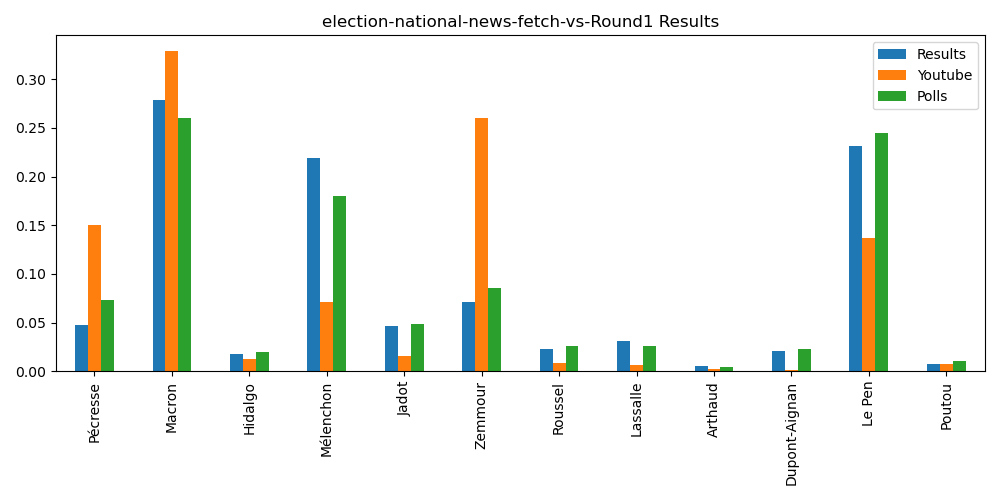 election-national-news-fetch-vs-Round1 Results
Results
Youtube
Polls
0.30
0.25
0.20
0.15
0.10
0.05
0.00
Pécresse
Macron
Hidalgo
Mélenchon
Jadot
Zemmour
Roussel
Lassalle
Arthaud
Dupont-Aignan
Le Pen
Poutou